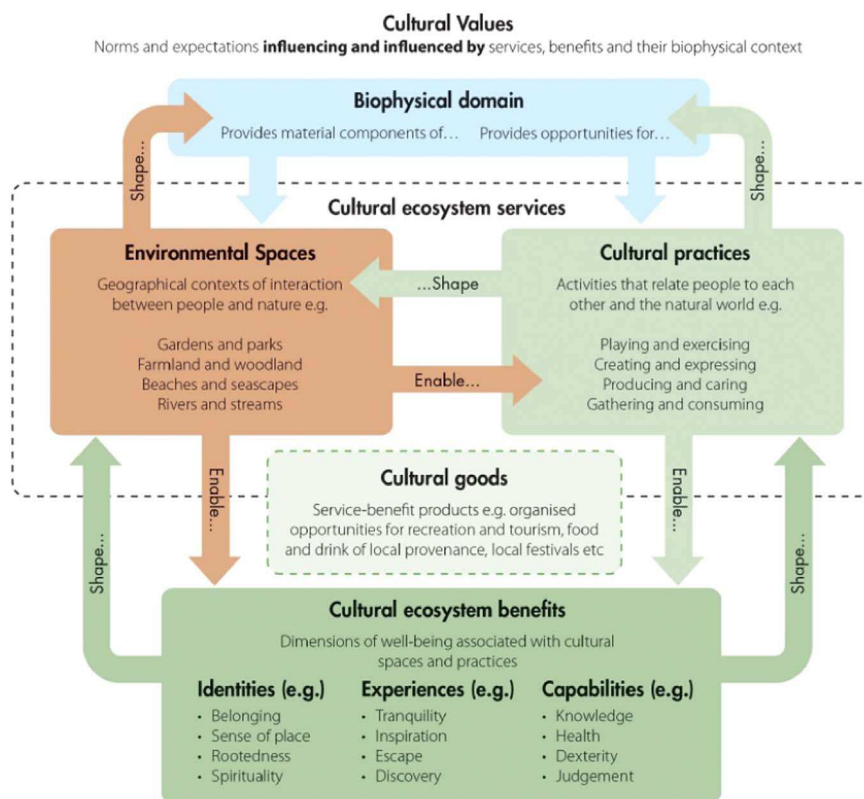 Cultural Values
Norms and expectations influencing and influenced by services, benefits and their biophysical context
Biophysical domain
Provides material components of...
Provides opportunities for...
Shape...
Shape...
Cultural ecosystem services
Environmental Spaces
Geographical contexts of interaction
between people and nature e.g.
Gardens and parks
Farmland and woodland
Beaches and seascapes
Rivers and streams
...Shape
Enable...
Cultural practices
Activities that relate people to each
other and the natural world e.g.
Playing and exercising
Creating and expressing
Producing and caring
Gathering and consuming
Shape...
Enable...
Cultural goods
Service-benefit products e.g. organised
opportunities for recreation and tourism, food
and drink of local provenance, local festivals etc
Enable...
Shape...
Cultural ecosystem benefits
Dimensions of well-being associated with cultural
spaces and practices
Identities (e.g.)
• Belonging
• Sense of place
• Rootedness
• Spirituality
Experiences (e.g.)
• Tranquility
• Inspiration
• Escape
• Discovery
Capabilities (e.g.)
• Knowledge
• Health
• Dexterity
• Judgement